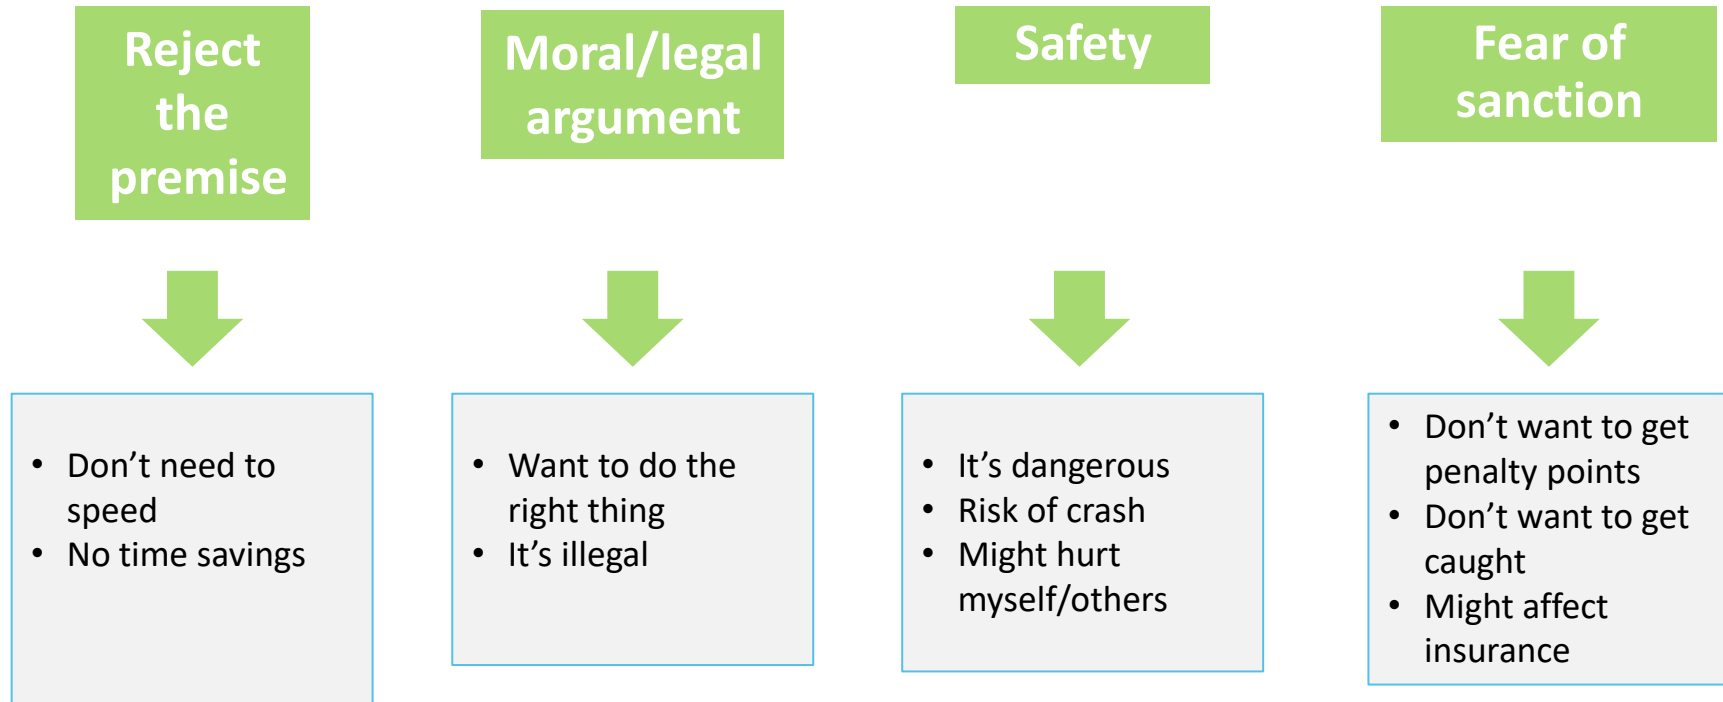 Reject
the
premise
Moral/legal
argument
Safety
Fear of
sanction
• Don’t need to
speed
• No time savings
• Want to do the
right thing
• It’s illegal
• It’s dangerous
• Risk of crash
• Might hurt
myself/others
• Don’t want to get
penalty points
• Don’t want to get
caught
• Might affect
insurance